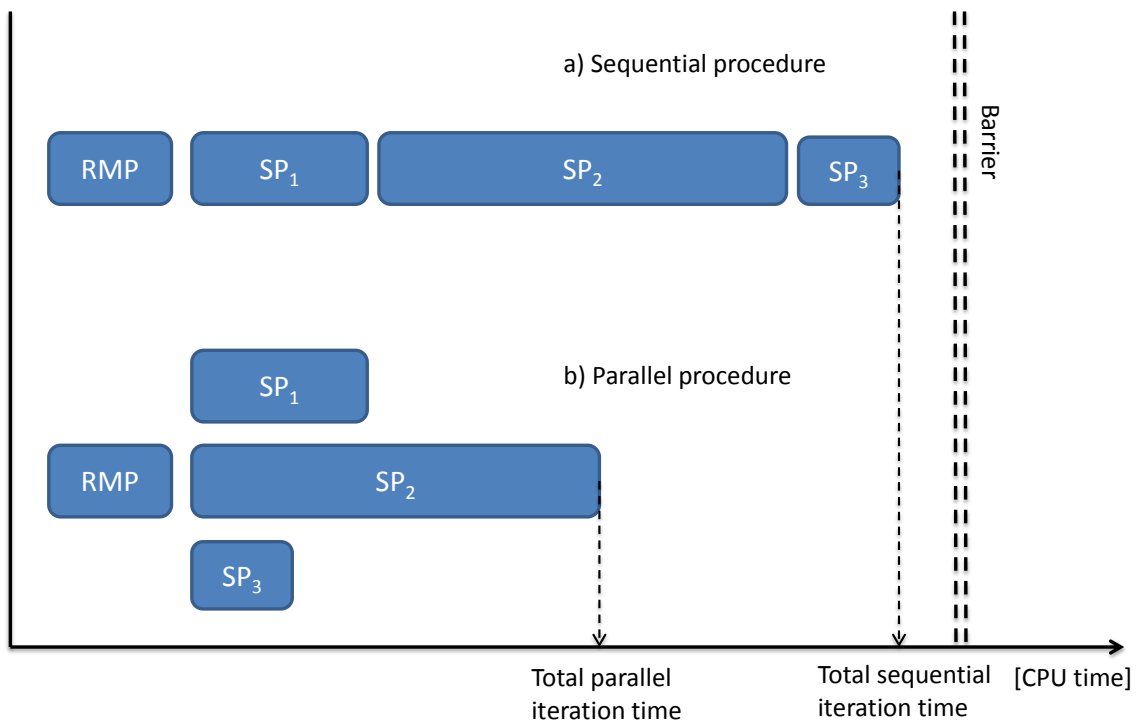 a) Sequential procedure
Barrier
RMP
SP₁
SP₂
SP₃
SP₁
b) Parallel procedure
RMP
SP₂
SP₃
Total parallel
iteration time
Total sequential
iteration time
[CPU time]